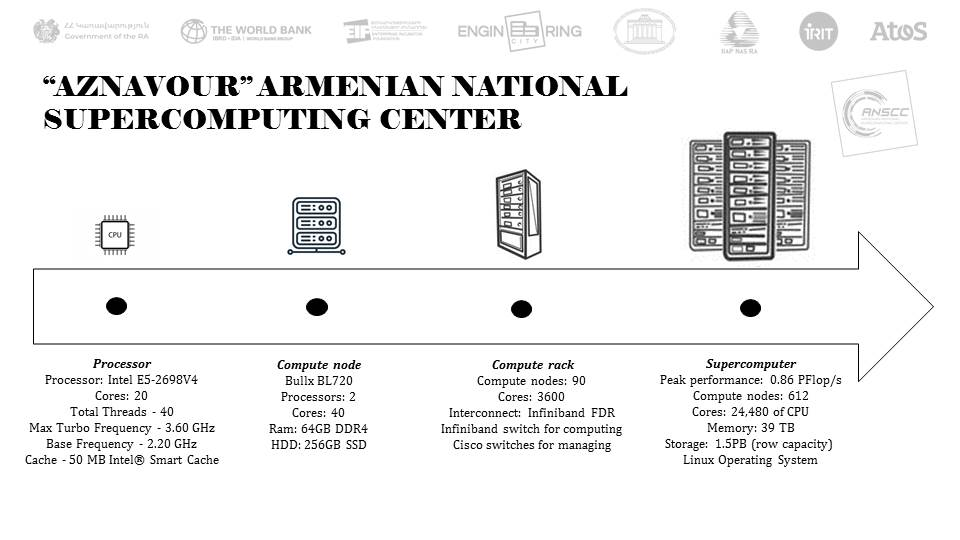 ՀՀ Կառավարություն
Government of the RA
THE WORLD BANK
IBRD • IDA | WORLD BANK GROUP
EIF
ENTERPRISE INCUBATOR
FOUNDATION
ENGIN CITY RING
IIAP NAS RA
iRiT
Atos
“AZNAVOUR” ARMENIAN NATIONAL
SUPERCOMPUTING CENTER
ANSCC
CPU
Processor
Processor: Intel E5-2698V4
Cores: 20
Total Threads - 40
Max Turbo Frequency - 3.60 GHz
Base Frequency - 2.20 GHz
Cache - 50 MB Intel® Smart Cache
Compute node
Bullx BL720
Processors: 2
Cores: 40
Ram: 64GB DDR4
HDD: 256GB SSD
Compute rack
Compute nodes: 90
Cores: 3600
Interconnect: Infiniband FDR
Infiniband switch for computing
Cisco switches for managing
Supercomputer
Peak performance: 0.86 PFlop/s
Compute nodes: 612
Cores: 24,480 of CPU
Memory: 39 TB
Storage: 1.5PB (row capacity)
Linux Operating System